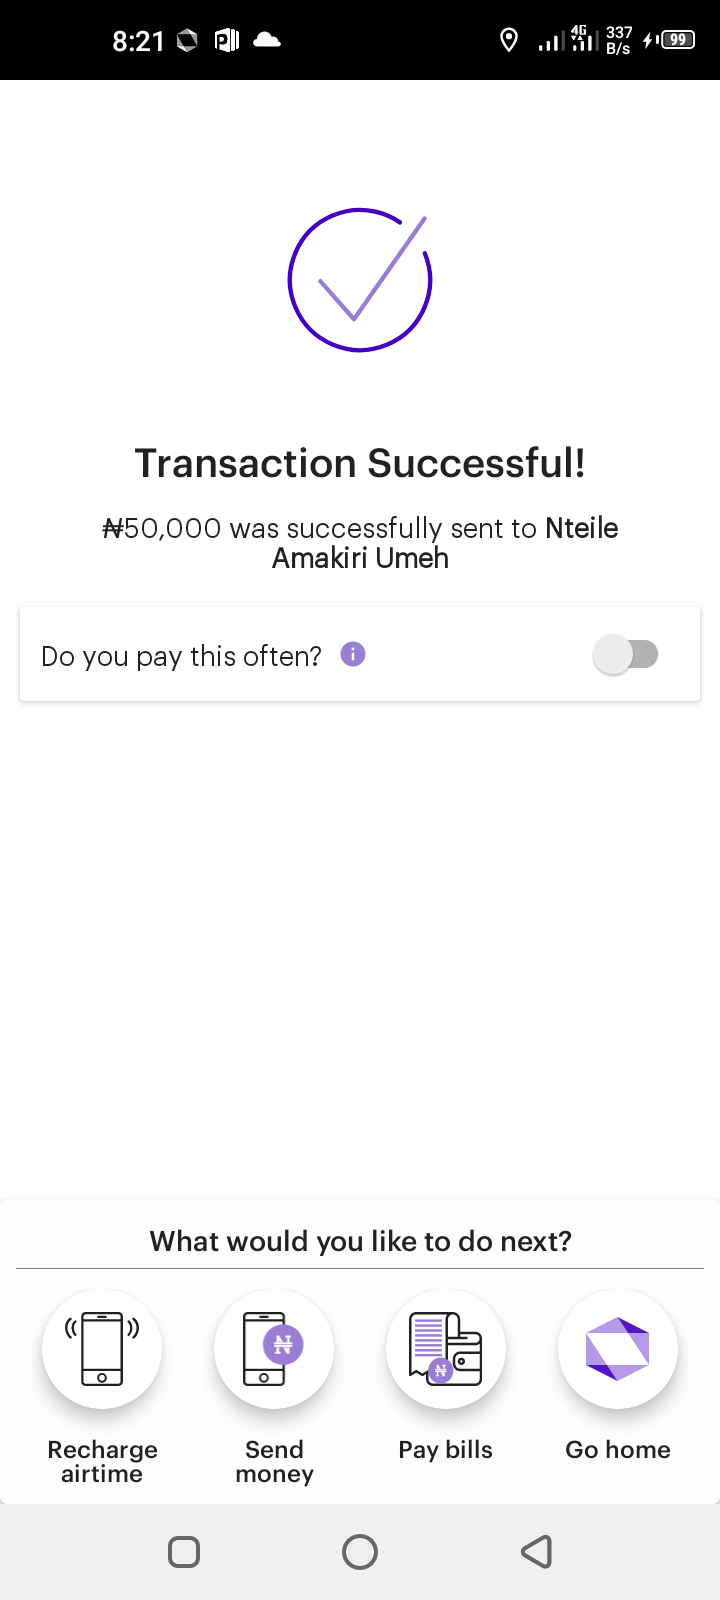 8:21
4G
337
B/s
99
Transaction Successful!
₦50,000 was successfully sent to Nteile
Amakiri Umeh
Do you pay this often?
What would you like to do next?
Recharge
airtime
Send
money
Pay bills
Go home